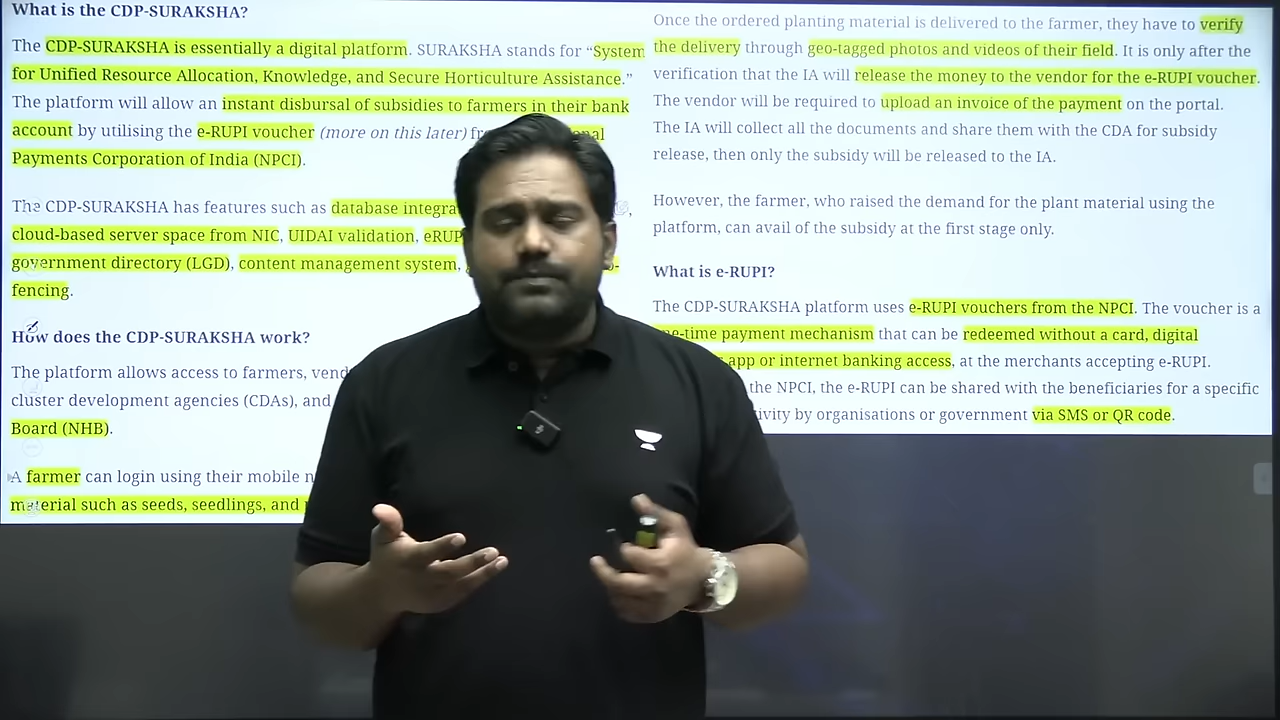 What is the CDP-SURAKSHA?
The CDP-SURAKSHA is essentially a digital platform. SURAKSHA stands for “System
for Unified Resource Allocation, Knowledge, and Secure Horticulture Assistance.”
The platform will allow an instant disbursal of subsidies to farmers in their bank
account by utilising the e-RUPI voucher (more on this later)
Payments Corporation of India (NPCI).
The CDP-SURAKSHA has features such as database
cloud-based server space from NIC, UIDAI validation,
government directory (LGD), content management system,
fencing.
How does the CDP-SURAKSHA work?
The platform allows access to farmers,
cluster development agencies (CDAs), and
Board (NHB).
A farmer can login using their mobile
material such as seeds, seedlings, and
Once the ordered planting material is delivered to the farmer, they have to verify
the delivery through geo-tagged photos and videos of their field. It is only after the
verification that the IA will release the money to the vendor for the e-RUPI voucher.
The vendor will be required to upload an invoice of the payment on the portal.
The IA will collect all the documents and share them with the CDA for subsidy
release, then only the subsidy will be released to the IA.
However, the farmer, who raised the demand for the plant material using the
platform, can avail of the subsidy at the first stage only.
What is e-RUPI?
The CDP-SURAKSHA platform uses e-RUPI vouchers from the NPCI. The voucher is a
payment mechanism that can be redeemed without a card, digital
app or internet banking access, at the merchants accepting e-RUPI.
the NPCI, the e-RUPI can be shared with the beneficiaries for a specific
by organisations or government via SMS or QR code.